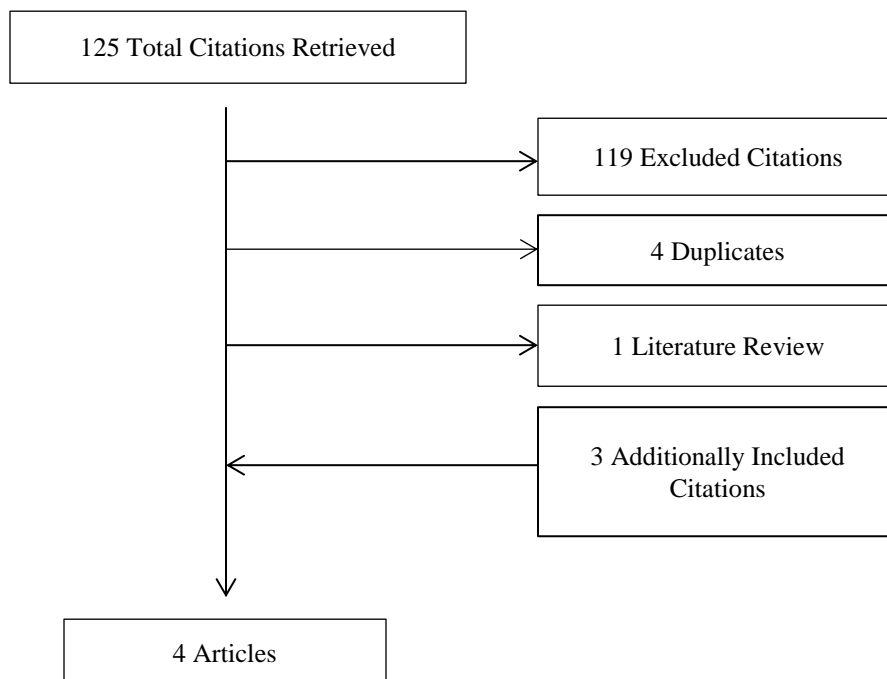 125 Total Citations Retrieved
119 Excluded Citations
4 Duplicates
1 Literature Review
3 Additionally Included
Citations
4 Articles